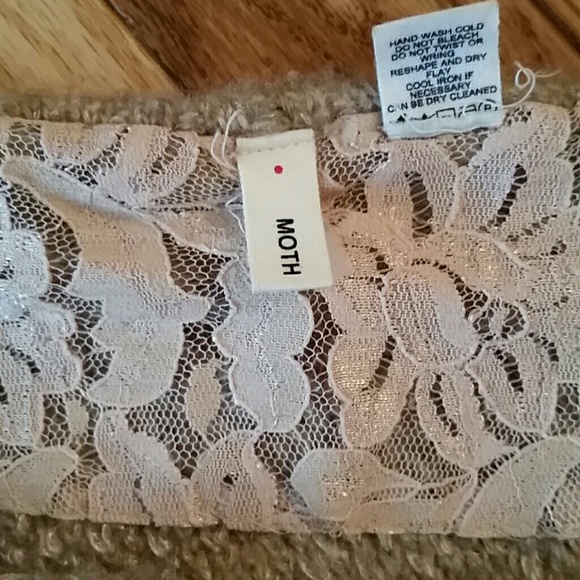 HAND WASH COLD
DO NOT BLEACH
DO NOT TWIST OR
WRING
RESHAPE AND DRY
FLAY
COOL IRON IF
NECESSARY
CAN BE DRY CLEANED
MOTH